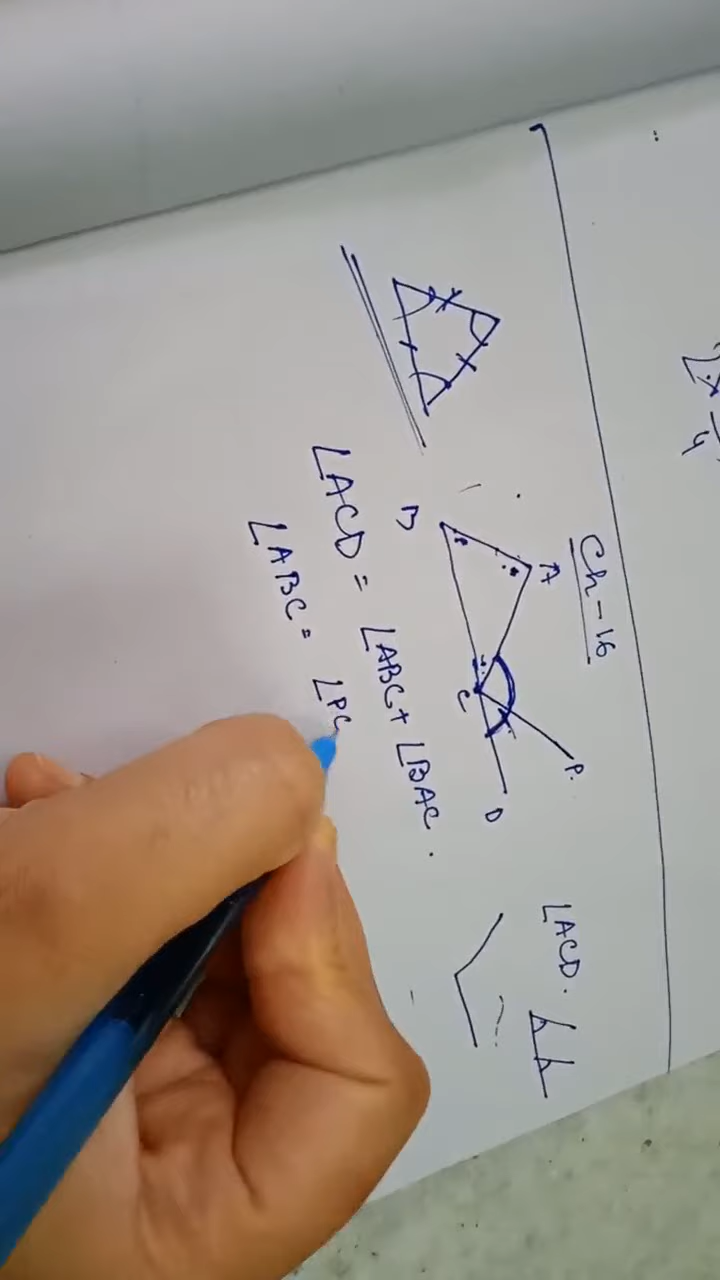 Ch-16
A
P.
B
C
D
∠ACD.
∠ACD = ∠ABC + ∠BAC.
∠ABC = ∠PC